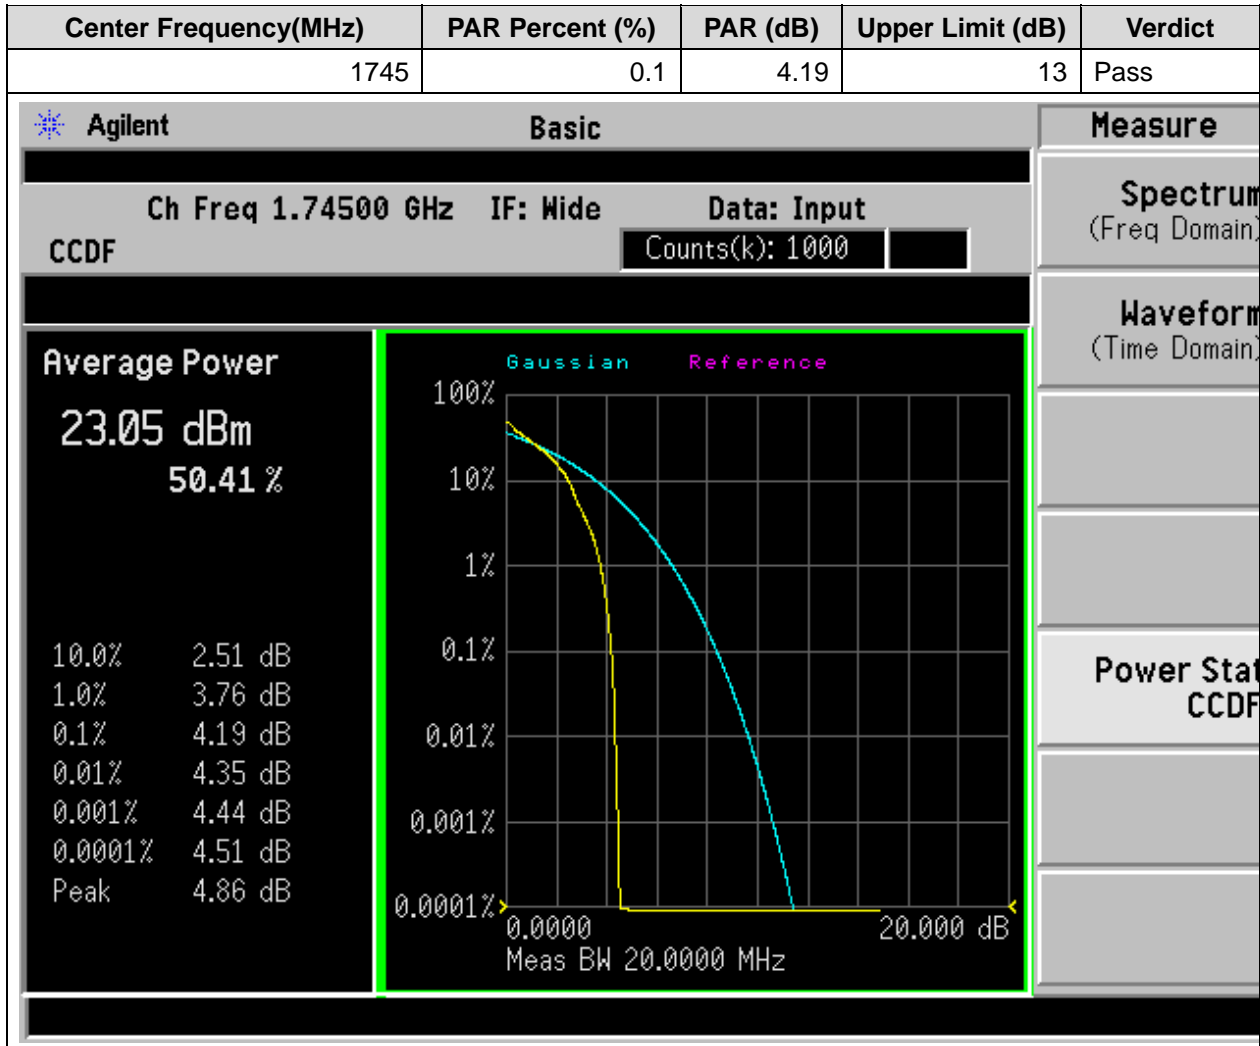 Center Frequency(MHz) PAR Percent (%) PAR (dB) Upper Limit (dB) Verdict
1745 0.1 4.19 13 Pass
Agilent Basic Measure
Ch Freq 1.74500 GHz IF: Wide Data: Input
CCDF Counts(k): 1000
Spectrum
(Freq Domain)
Waveform
(Time Domain)
Power Stat
CCDF
Average Power
23.05 dBm
50.41 %
10.0% 2.51 dB
1.0% 3.76 dB
0.1% 4.19 dB
0.01% 4.35 dB
0.001% 4.44 dB
0.0001% 4.51 dB
Peak 4.86 dB
Gaussian Reference
100%
10%
1%
0.1%
0.01%
0.001%
0.0001%
0.0000 20.000 dB
Meas BW 20.0000 MHz